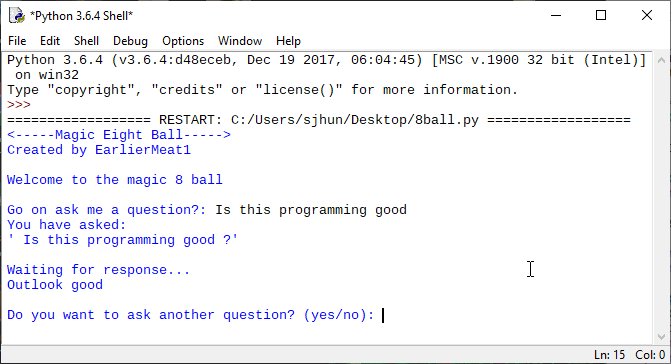 *Python 3.6.4 Shell*
File Edit Shell Debug Options Window Help
Python 3.6.4 (v3.6.4:d48eceb, Dec 19 2017, 06:04:45) [MSC v.1900 32 bit (Intel)]
 on win32
Type "copyright", "credits" or "license()" for more information.
>>>
================== RESTART: C:/Users/sjhun/Desktop/8ball.py ==================
<-----Magic Eight Ball----->
Created by EarlierMeat1
Welcome to the magic 8 ball
Go on ask me a question?: Is this programming good
You have asked:
' Is this programming good ?'
Waiting for response...
Outlook good
Do you want to ask another question? (yes/no):
Ln: 15 Col: 0